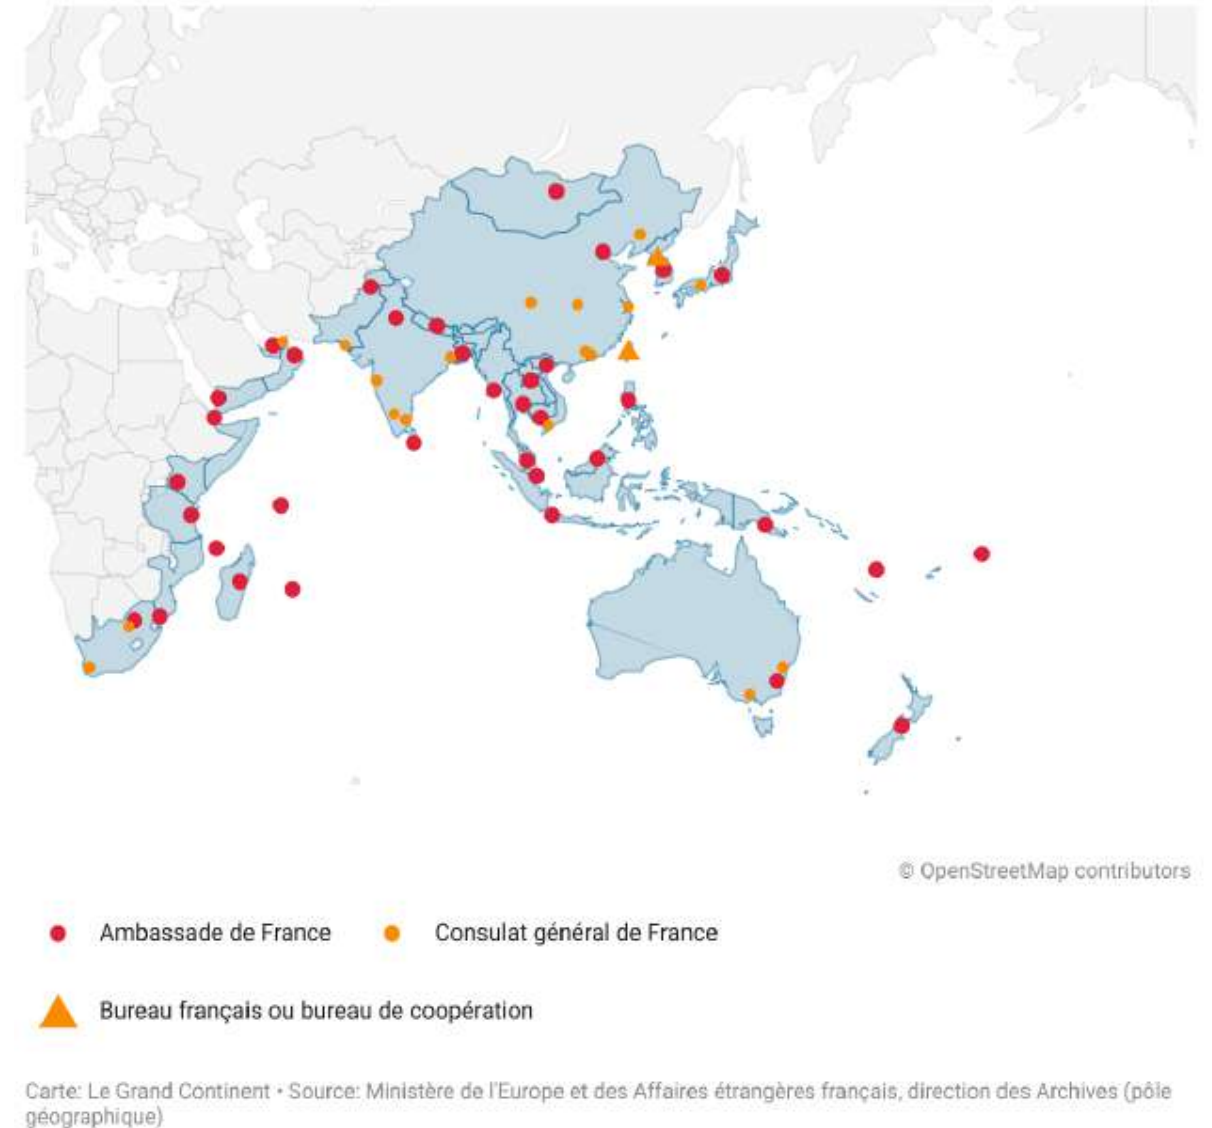 © OpenStreetMap contributors
Ambassade de France
Consulat général de France
Bureau français ou bureau de coopération
Carte: Le Grand Continent • Source: Ministère de l'Europe et des Affaires étrangères français, direction des Archives (pôle
géographique)